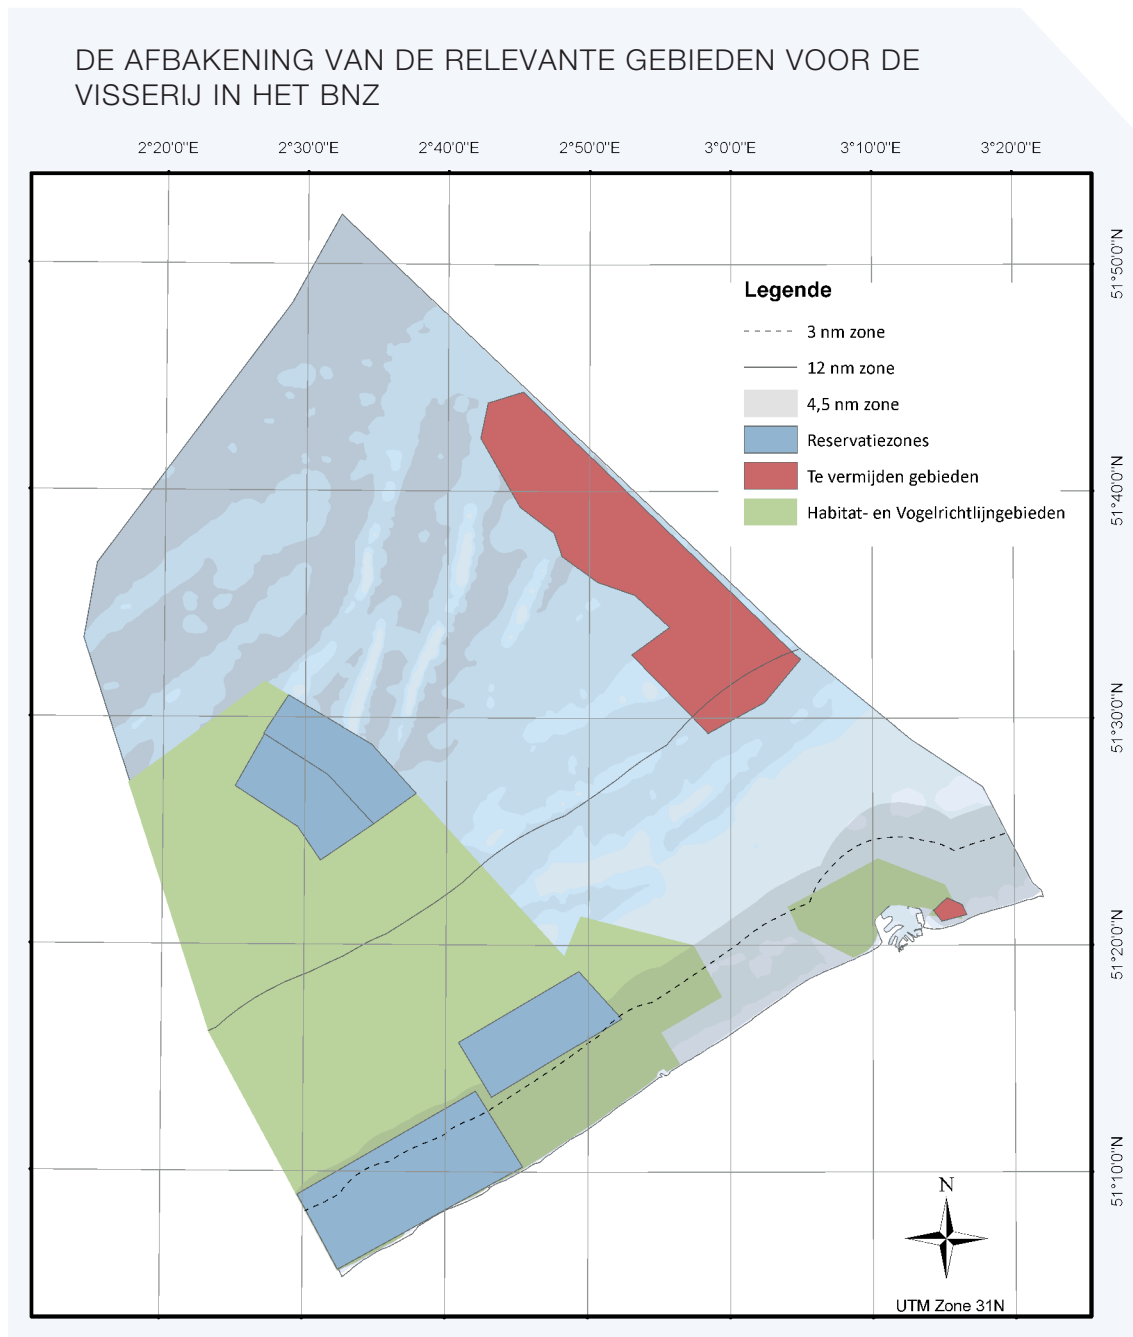 DE AFBAKENING VAN DE RELEVANTE GEBIEDEN VOOR DE
VISSERIJ IN HET BNZ
2°20'0"E 2°30'0"E 2°40'0"E 2°50'0"E 3°0'0"E 3°10'0"E 3°20'0"E
51°50'0"N
Legende
3 nm zone
12 nm zone
4,5 nm zone
Reservatiezones
Te vermijden gebieden
Habitat- en Vogelrichtlijngebieden
51°40'0"N
51°30'0"N
51°20'0"N
51°10'0"N
N
UTM Zone 31N